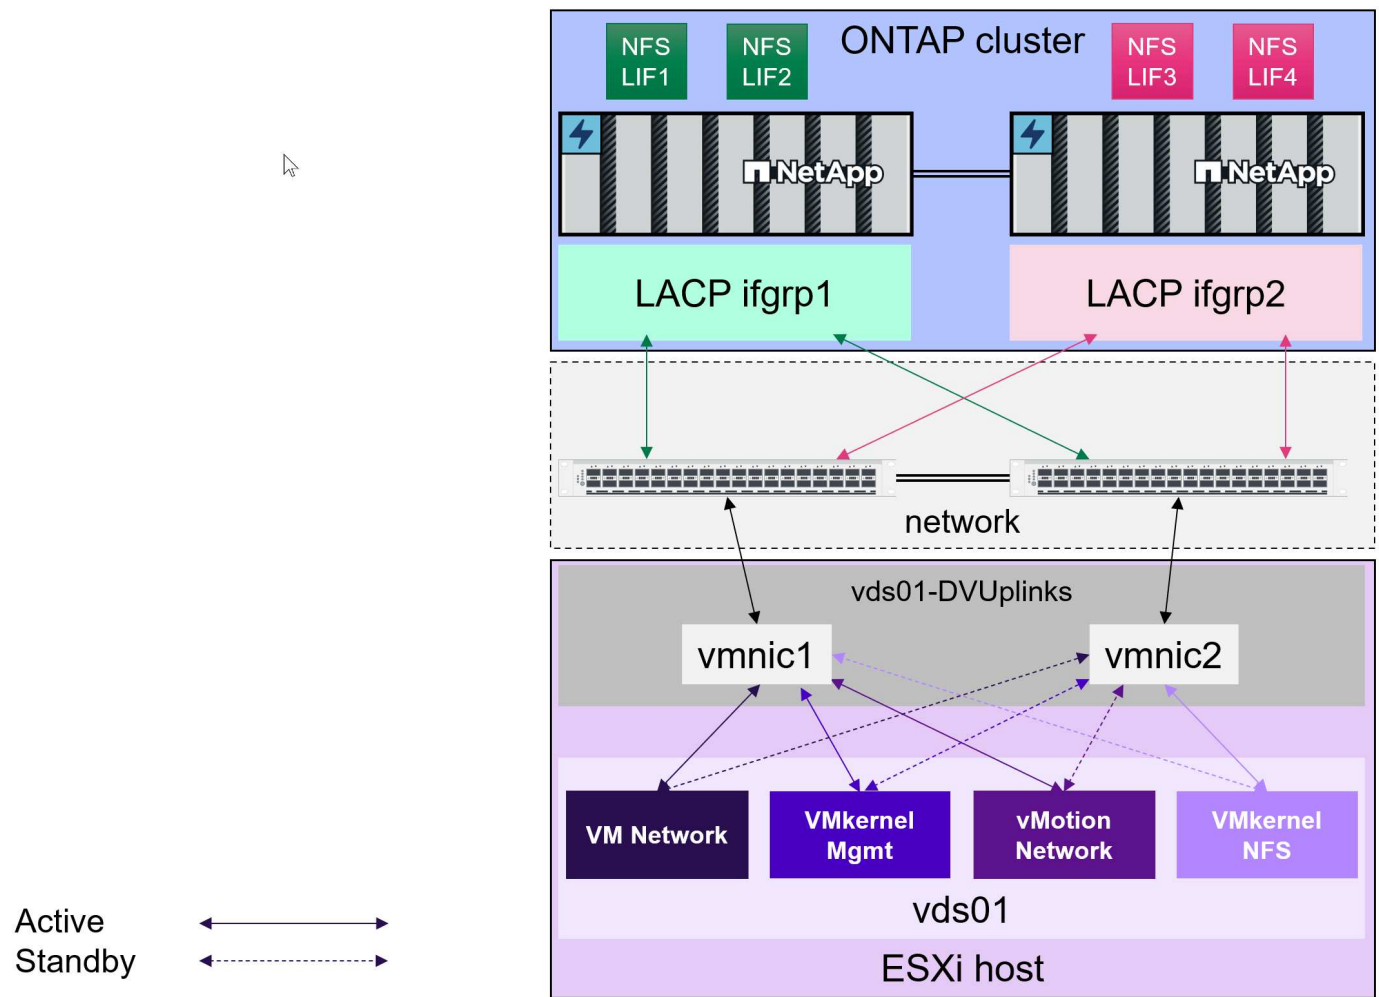 ONTAP cluster
NFS
LIF1
NFS
LIF2
NFS
LIF3
NFS
LIF4
NetApp
NetApp
LACP ifgrp1
LACP ifgrp2
network
vds01-DVUplinks
vmnic1
vmnic2
VM Network
VMkernel
Mgmt
vMotion
Network
VMkernel
NFS
vds01
Active
Standby
ESXi host